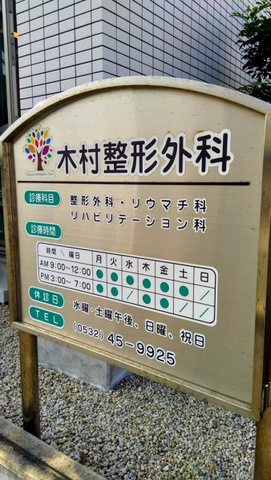 木村整形外科
診療科目 整形外科・リウマチ科
リハビリテーション科
診療時間
時間＼曜日 月 火 水 木 金 土 日
AM 9:00～12:00 ● ● ● ● ● ● ／
PM 3:00～7:00 ● ● ／ ● ● ／ ／
休診日 水曜・土曜午後、日曜、祝日
TEL (0532) 45-9925